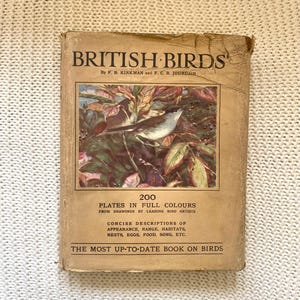 BRITISH·BIRDS
By F. B. KIRKMAN and F. C. R. JOURDAIN
200
PLATES IN FULL COLOURS
FROM DRAWINGS BY LEADING BIRD ARTISTS
CONCISE DESCRIPTIONS OF
APPEARANCE, RANGE, HABITATS,
NESTS, EGGS, FOOD, SONG, ETC.
THE MOST UP-TO-DATE BOOK ON BIRDS